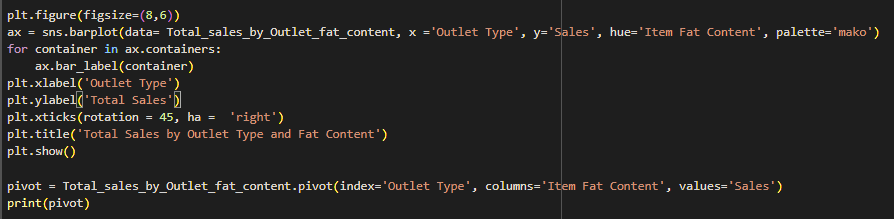 plt.figure(figsize=(8,6))
ax = sns.barplot(data= Total_sales_by_Outlet_fat_content, x ='Outlet Type', y='Sales', hue='Item Fat Content', palette='mako')
for container in ax.containers:
    ax.bar_label(container)
plt.xlabel('Outlet Type')
plt.ylabel('Total Sales')
plt.xticks(rotation = 45, ha =  'right')
plt.title('Total Sales by Outlet Type and Fat Content')
plt.show()

pivot = Total_sales_by_Outlet_fat_content.pivot(index='Outlet Type', columns='Item Fat Content', values='Sales')
print(pivot)